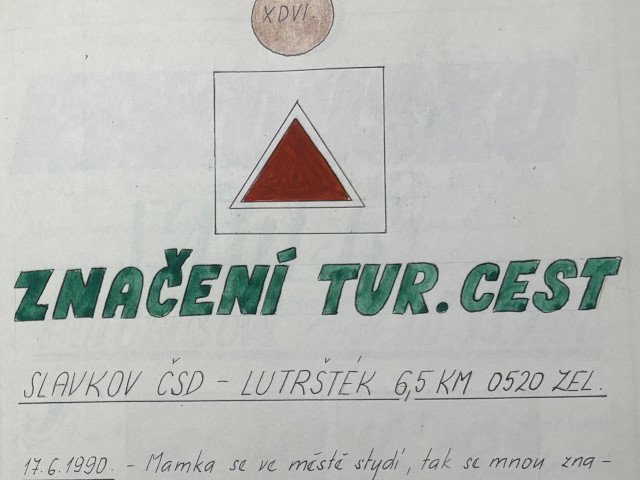 XDVI.
ZNAČENÍ TUR. CEST
SLAVKOV ČSD - LUTRŠTÉK 6,5 KM 0520 ZEL.
17.6.1990. - Mamka se ve městě stydí, tak se mnou zna-